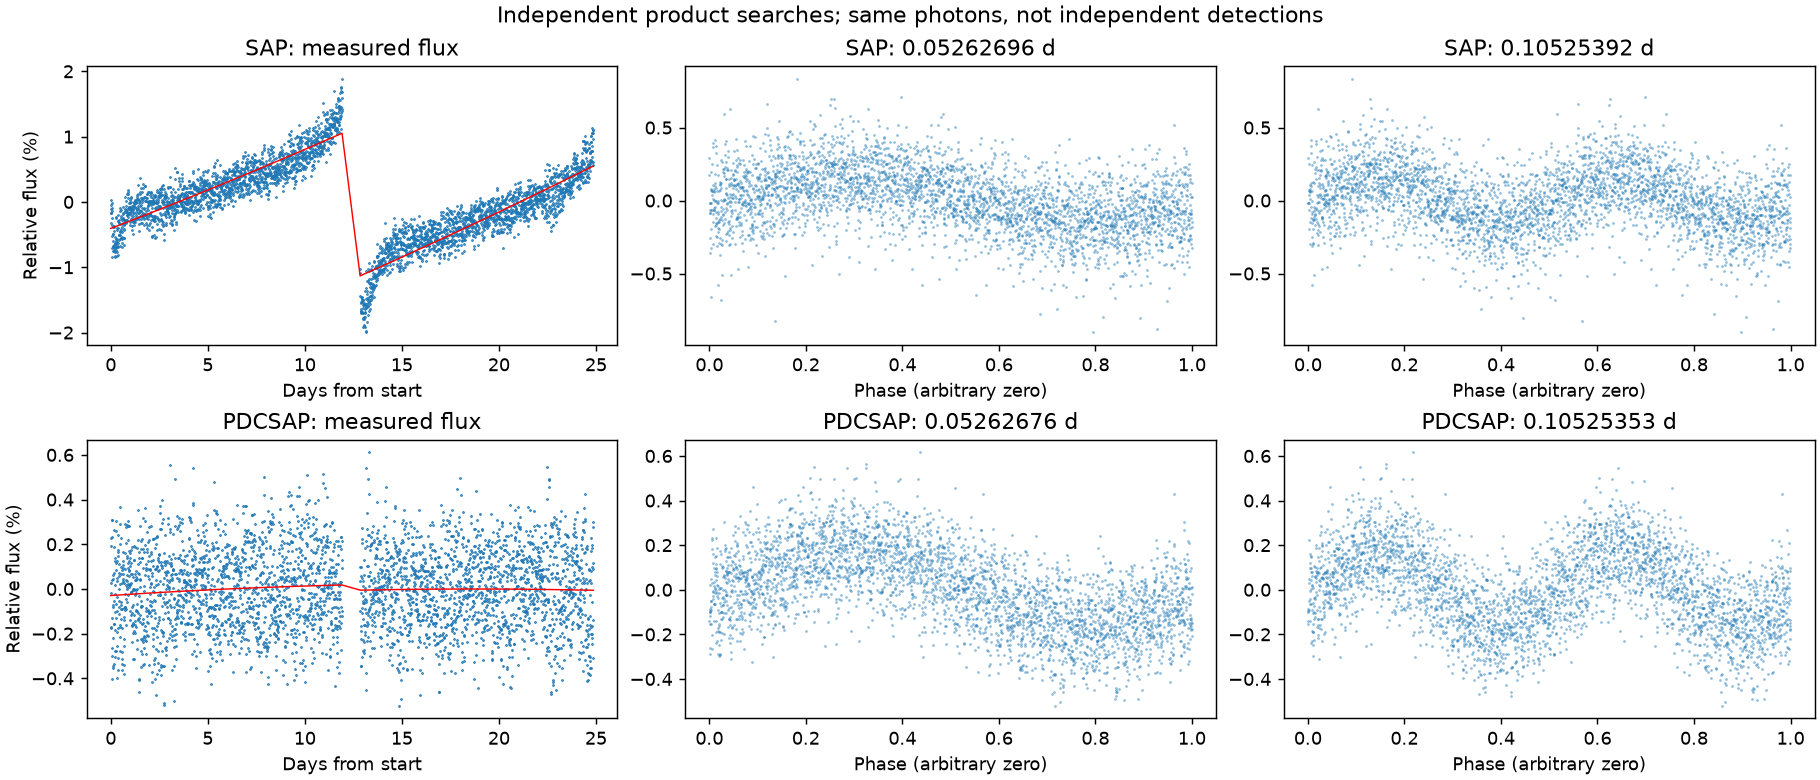 Independent product searches; same photons, not independent detections
SAP: measured flux
Relative flux (%)
2
1
0
−1
−2
0 5 10 15 20 25
Days from start
SAP: 0.05262696 d
0.5
0.0
−0.5
0.0 0.2 0.4 0.6 0.8 1.0
Phase (arbitrary zero)
SAP: 0.10525392 d
0.5
0.0
−0.5
0.0 0.2 0.4 0.6 0.8 1.0
Phase (arbitrary zero)
PDCSAP: measured flux
Relative flux (%)
0.6
0.4
0.2
0.0
−0.2
−0.4
0 5 10 15 20 25
Days from start
PDCSAP: 0.05262676 d
0.6
0.4
0.2
0.0
−0.2
−0.4
0.0 0.2 0.4 0.6 0.8 1.0
Phase (arbitrary zero)
PDCSAP: 0.10525353 d
0.6
0.4
0.2
0.0
−0.2
−0.4
0.0 0.2 0.4 0.6 0.8 1.0
Phase (arbitrary zero)